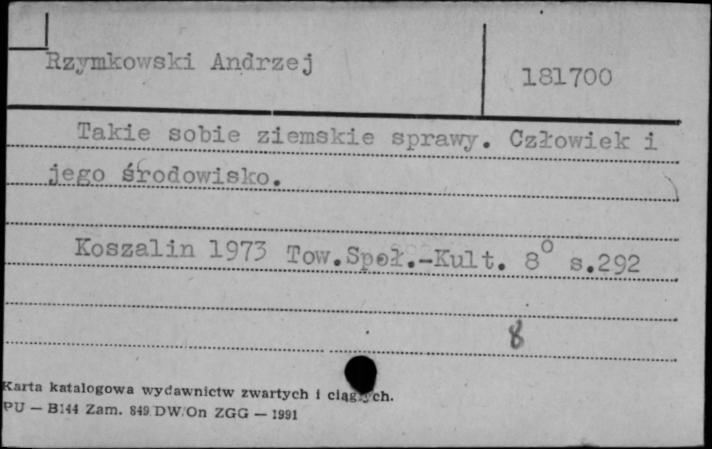 Rzymkowski Andrzej
181700
Takie sobie ziemskie sprawy. Człowiek i
jego środowisko.
Koszalin 1973 Tow.Społ.-Kult. 8° s.292
8
Karta katalogowa wydawnictw zwartych i ciągłych.
PU — B144 Zam. 849 DW/On ZGG — 1991